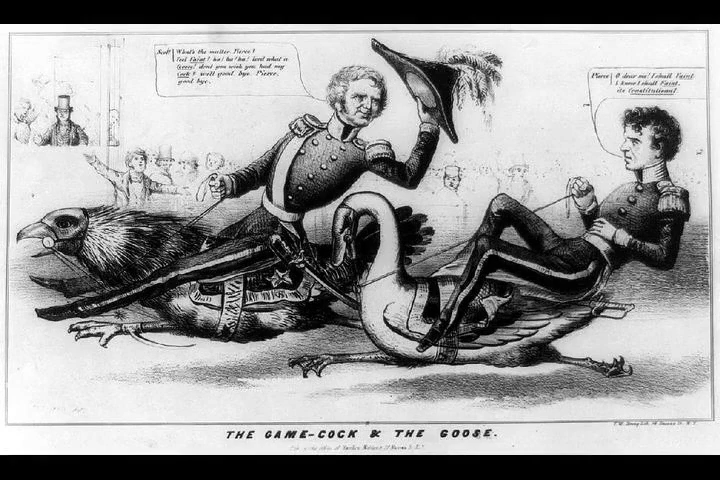 Scott What's the matter, Pierce?
feel Faint? ha! ha! ha! lord what a
Goose! dont you wish you had my
Cock? well good bye. Pierce,
good bye.
Pierce O dear me! I shall Faint
I know I shall Faint,
its Constitutional.
THE GAME-COCK & THE GOOSE.